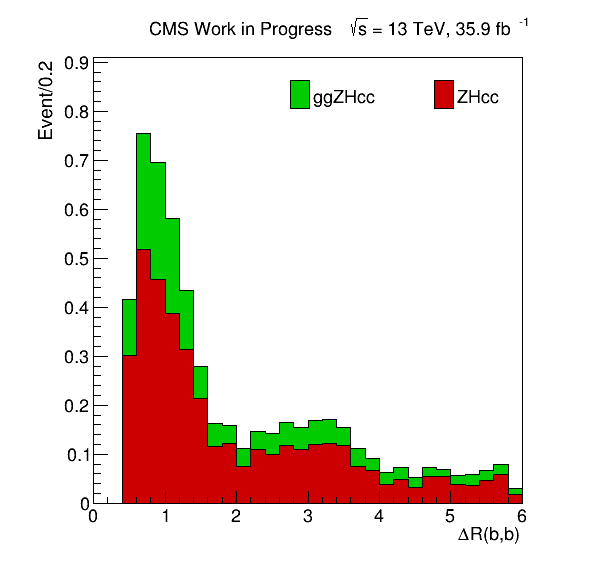 CMS Work in Progress √s = 13 TeV, 35.9 fb -1
Event/0.2
0.9
0.8
0.7
0.6
0.5
0.4
0.3
0.2
0.1
0
ggZHcc ZHcc
0 1 2 3 4 5 6
ΔR(b,b)